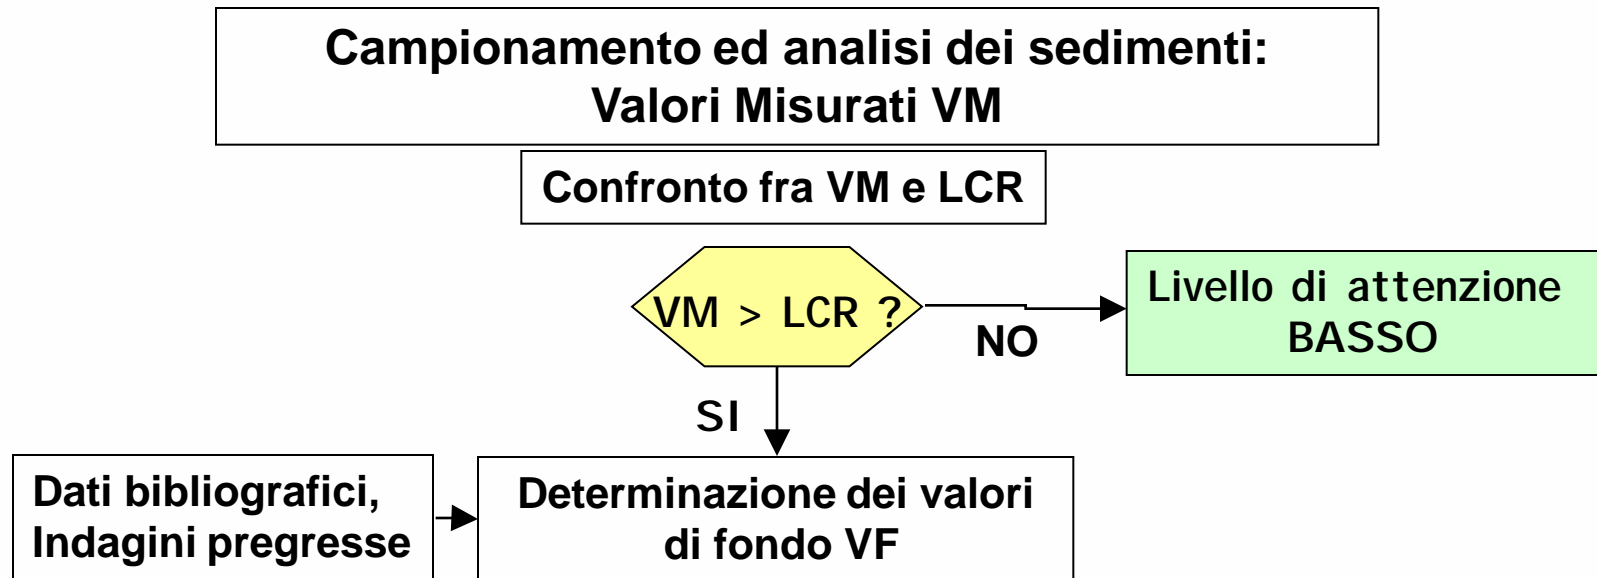 Campionamento ed analisi dei sedimenti:
Valori Misurati VM
Confronto fra VM e LCR
VM > LCR ?
NO
Livello di attenzione
BASSO
SI
Dati bibliografici,
Indagini pregresse
Determinazione dei valori
di fondo VF